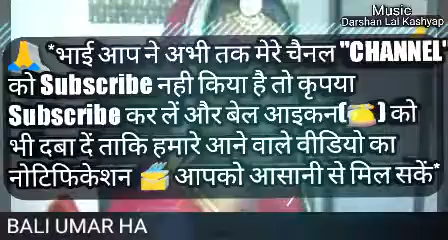 Music
Darshan Lal Kashyap
*भाई आप ने अभी तक मेरे चैनल "CHANNEL"
को Subscribe नही किया है तो कृपया
Subscribe कर लें और बेल आइकन(🛎️) को
भी दबा दें ताकि हमारे आने वाले वीडियो का
नोटिफिकेशन 🎬 आपको आसानी से मिल सकें*
BALI UMAR HA